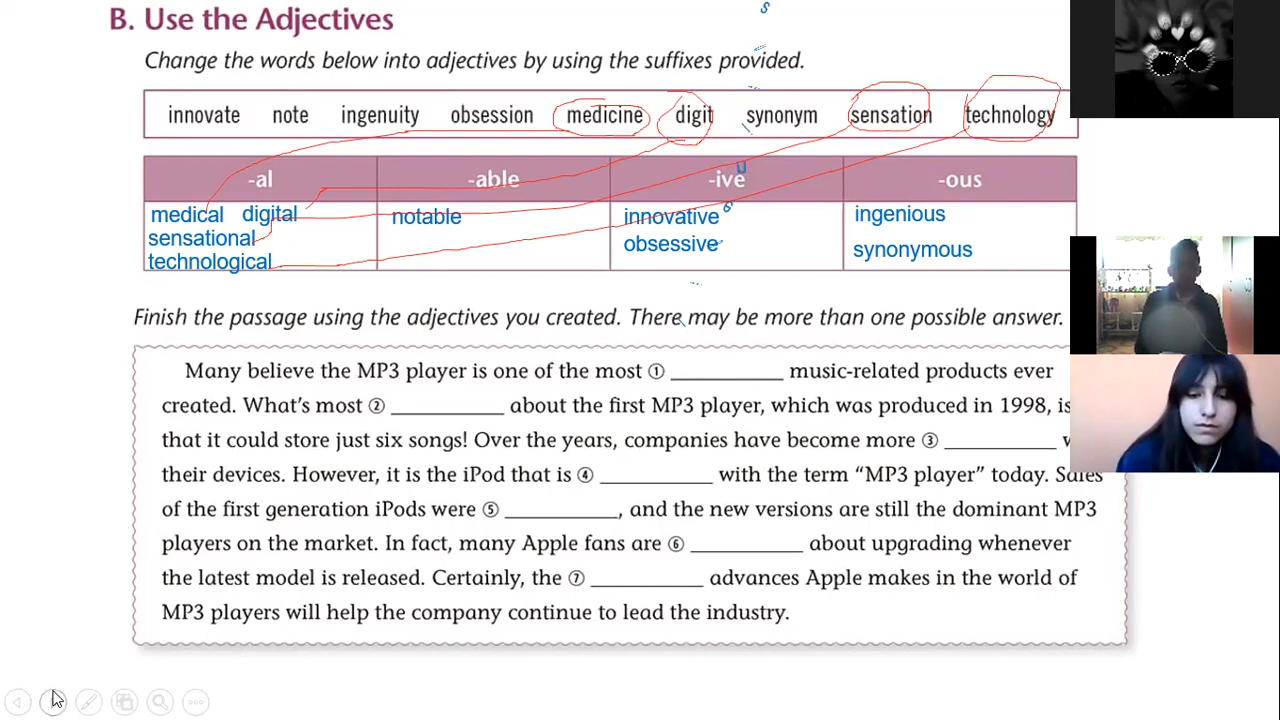 B. Use the Adjectives
Change the words below into adjectives by using the suffixes provided.
innovate note ingenuity obsession medicine digit synonym sensation technology
-al -able -ive -ous
medical digital notable innovative ingenious
sensational obsessive synonymous
technological
Finish the passage using the adjectives you created. There may be more than one possible answer.
Many believe the MP3 player is one of the most ① __________ music-related products ever
created. What's most ② __________ about the first MP3 player, which was produced in 1998, is
that it could store just six songs! Over the years, companies have become more ③ __________
their devices. However, it is the iPod that is ④ __________ with the term “MP3 player” today. Sales
of the first generation iPods were ⑤ __________, and the new versions are still the dominant MP3
players on the market. In fact, many Apple fans are ⑥ __________ about upgrading whenever
the latest model is released. Certainly, the ⑦ __________ advances Apple makes in the world of
MP3 players will help the company continue to lead the industry.